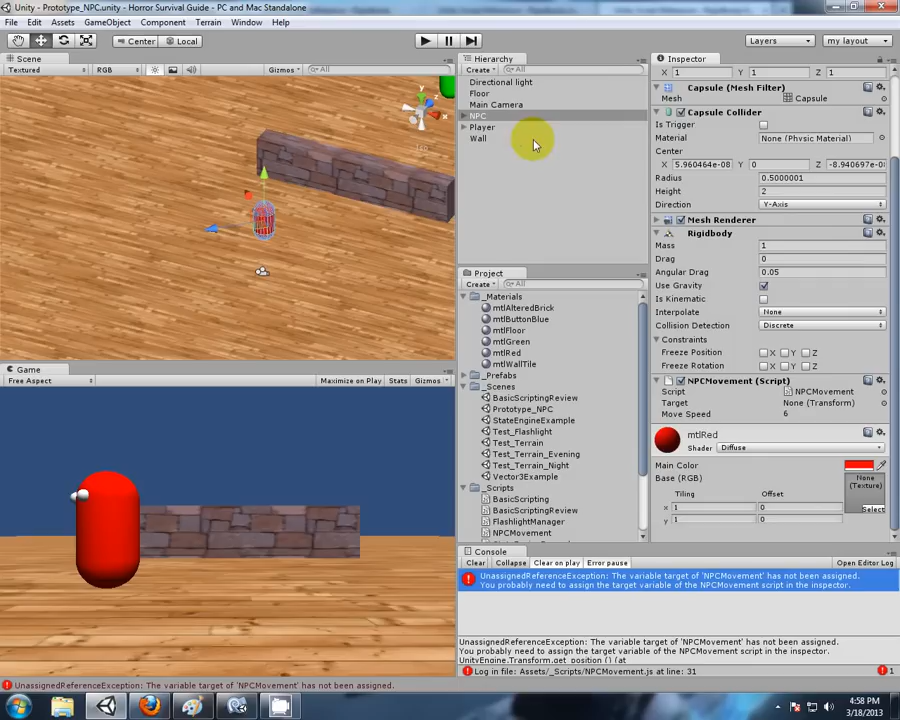 Unity - Prototype_NPC.unity - Horror Survival Guide - PC and Mac Standalone
File Edit Assets GameObject Component Terrain Window Help
Center Local Layers my layout
Scene
Textured RGB Gizmos All
Hierarchy
Create All
Directional light
Floor
Main Camera
NPC
Player
Wall
Game
Free Aspect Maximize on Play Stats Gizmos
Project
Create All
_Materials
mtlAlteredBrick
mtlButtonBlue
mtlFloor
mtlGreen
mtlRed
mtlWallTile
_Prefabs
_Scenes
BasicScriptingReview
Prototype_NPC
StateEngineExample
Test_Flashlight
Test_Terrain
Test_Terrain_Evening
Test_Terrain_Night
Vector3Example
_Scripts
BasicScripting
BasicScriptingReview
FlashlightManager
NPCMovement
Inspector
X 1 Y 1 Z 1
Capsule (Mesh Filter)
Mesh Capsule
Capsule Collider
Is Trigger
Material None (Physic Material)
Center
X 5.960464e-08 Y 0 Z -8.940697e-0
Radius 0.5000001
Height 2
Direction Y-Axis
Mesh Renderer
Rigidbody
Mass 1
Drag 0
Angular Drag 0.05
Use Gravity
Is Kinematic
Interpolate None
Collision Detection Discrete
Constraints
Freeze Position X Y Z
Freeze Rotation X Y Z
NPCMovement (Script)
Script NPCMovement
Target None (Transform)
Move Speed 6
mtlRed
Shader Diffuse
Main Color
Base (RGB)
None
(Texture)
Tiling Offset
x 1 0
y 1 0
Select
Console
Clear Collapse Clear on play Error pause Open Editor Log
UnassignedReferenceException: The variable target of 'NPCMovement' has not been assigned.
You probably need to assign the target variable of the NPCMovement script in the inspector.
UnassignedReferenceException: The variable target of 'NPCMovement' has not been assigned.
You probably need to assign the target variable of the NPCMovement script in the inspector.
UnityEngine.Transform.get_position () (at
Log in file: Assets/_Scripts/NPCMovement.js at line: 31
1
UnassignedReferenceException: The variable target of 'NPCMovement' has not been assigned.
4:58 PM
3/18/2013